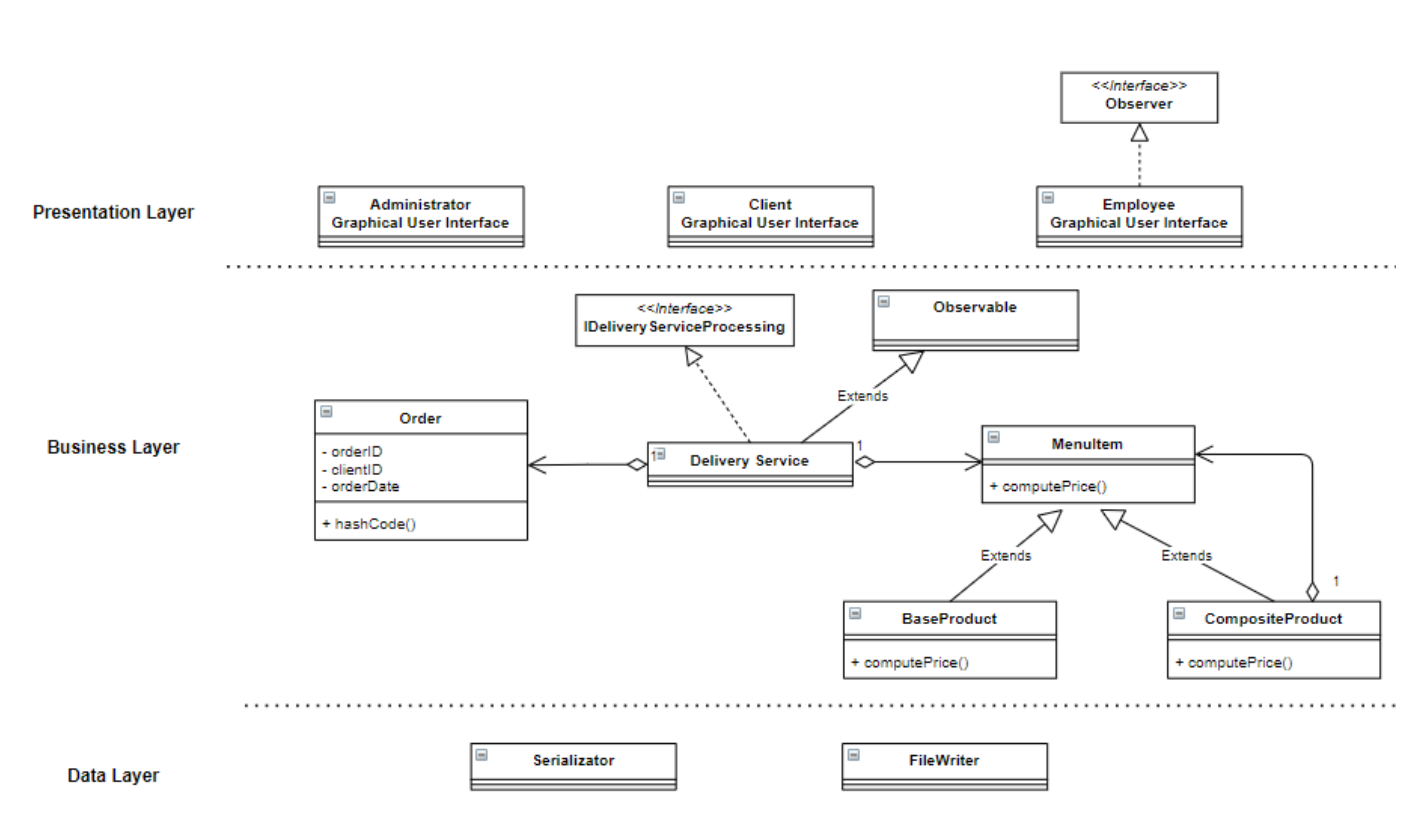 <<Interface>>
Observer
Presentation Layer
Administrator
Graphical User Interface
Client
Graphical User Interface
Employee
Graphical User Interface
<<Interface>>
IDeliveryServiceProcessing
Observable
Extends
Business Layer
Order
- orderID
- clientID
- orderDate
+ hashCode()
1
Delivery Service
1
MenuItem
+ computePrice()
Extends
Extends
1
BaseProduct
+ computePrice()
CompositeProduct
+ computePrice()
Data Layer
Serializator
FileWriter